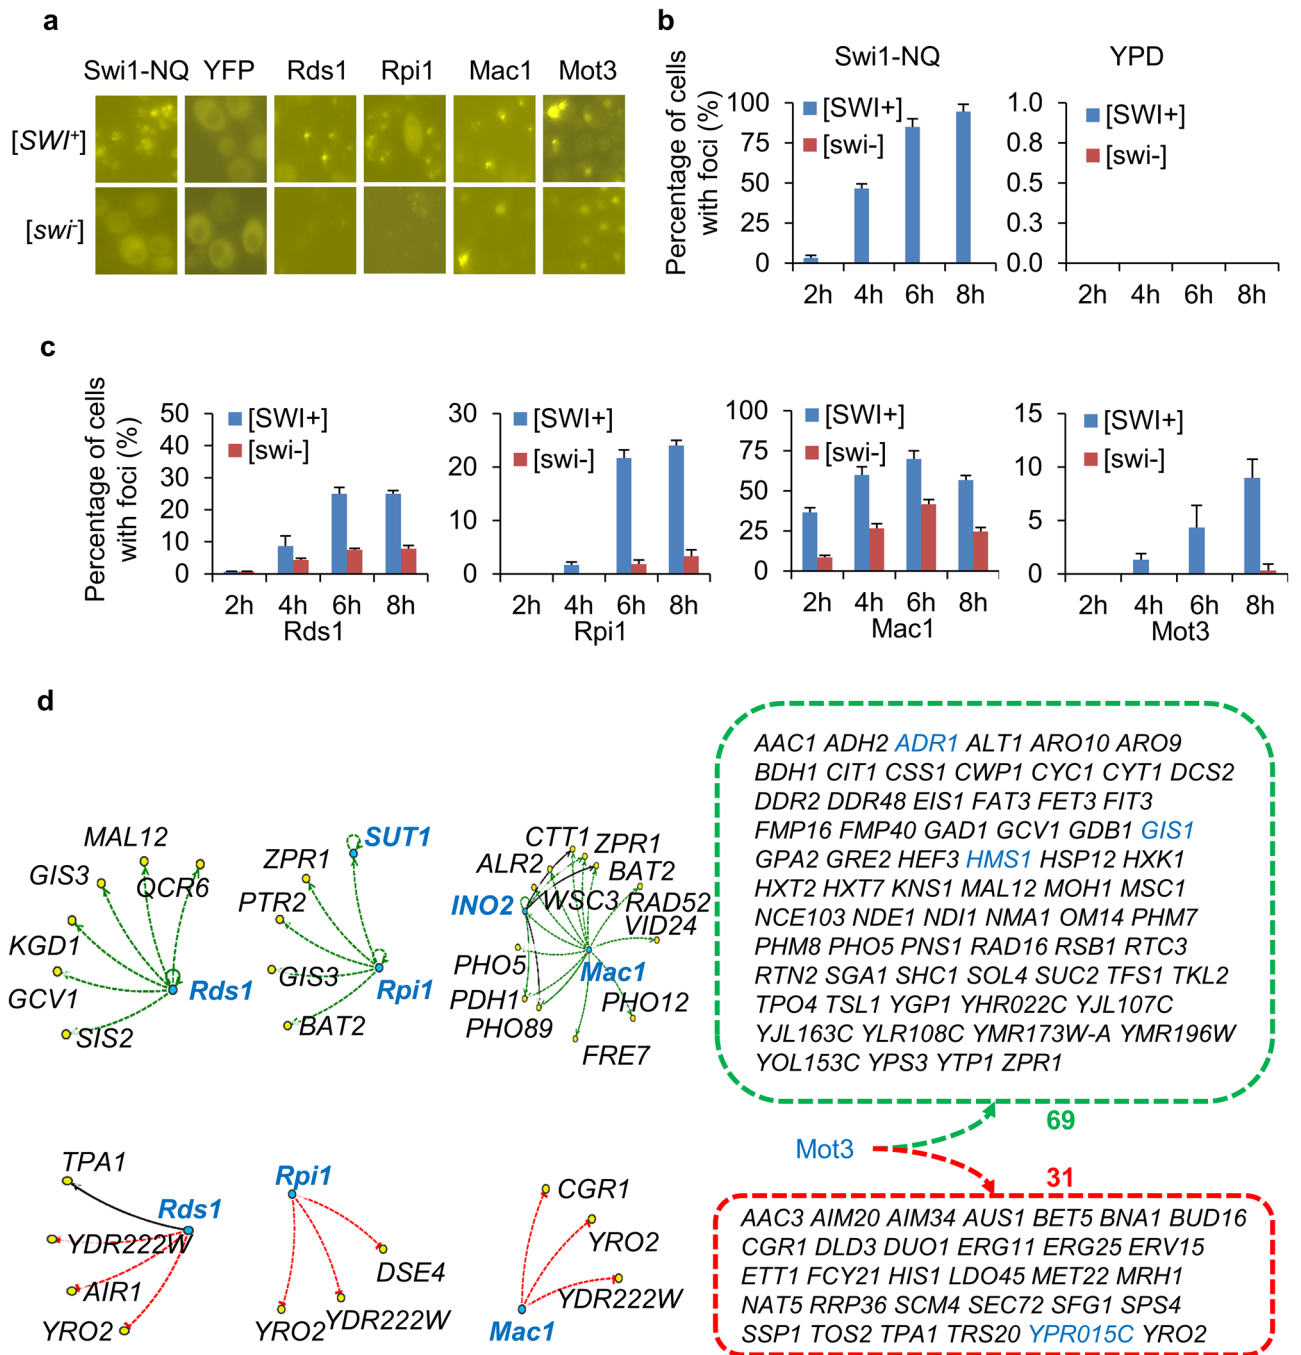 a
Swi1-NQ YFP Rds1 Rpi1 Mac1 Mot3
[SWI+]
[swi-]
b
Swi1-NQ
YPD
Percentage of cells
with foci (%)
100
75
50
25
0
[SWI+]
[swi-]
2h 4h 6h 8h
1.0
0.8
0.5
0.3
0.0
[SWI+]
[swi-]
2h 4h 6h 8h
c
Percentage of cells
with foci (%)
50
40
30
20
10
0
[SWI+]
[swi-]
2h 4h 6h 8h
Rds1
30
20
10
0
[SWI+]
[swi-]
2h 4h 6h 8h
Rpi1
100
75
50
25
0
[SWI+]
[swi-]
2h 4h 6h 8h
Mac1
15
10
5
0
[SWI+]
[swi-]
2h 4h 6h 8h
Mot3
d
MAL12
GIS3
QCR6
KGD1
GCV1
Rds1
SIS2
SUT1
ZPR1
PTR2
GIS3
Rpi1
BAT2
CTT1
ZPR1
ALR2
BAT2
INO2
WSC3
RAD52
VID24
PHO5
Mac1
PDH1
PHO12
PHO89
FRE7
AAC1 ADH2 ADR1 ALT1 ARO10 ARO9
BDH1 CIT1 CSS1 CWP1 CYC1 CYT1 DCS2
DDR2 DDR48 EIS1 FAT3 FET3 FIT3
FMP16 FMP40 GAD1 GCV1 GDB1 GIS1
GPA2 GRE2 HEF3 HMS1 HSP12 HXK1
HXT2 HXT7 KNS1 MAL12 MOH1 MSC1
NCE103 NDE1 NDI1 NMA1 OM14 PHM7
PHM8 PHO5 PNS1 RAD16 RSB1 RTC3
RTN2 SGA1 SHC1 SOL4 SUC2 TFS1 TKL2
TPO4 TSL1 YGP1 YHR022C YJL107C
YJL163C YLR108C YMR173W-A YMR196W
YOL153C YPS3 YTP1 ZPR1
69
Mot3
31
TPA1
Rds1
YDR222W
AIR1
YRO2
Rpi1
DSE4
YRO2
YDR222W
CGR1
YRO2
YDR222W
Mac1
AAC3 AIM20 AIM34 AUS1 BET5 BNA1 BUD16
CGR1 DLD3 DUO1 ERG11 ERG25 ERV15
ETT1 FCY21 HIS1 LDO45 MET22 MRH1
NAT5 RRP36 SCM4 SEC72 SFG1 SPS4
SSP1 TOS2 TPA1 TRS20 YPR015C YRO2